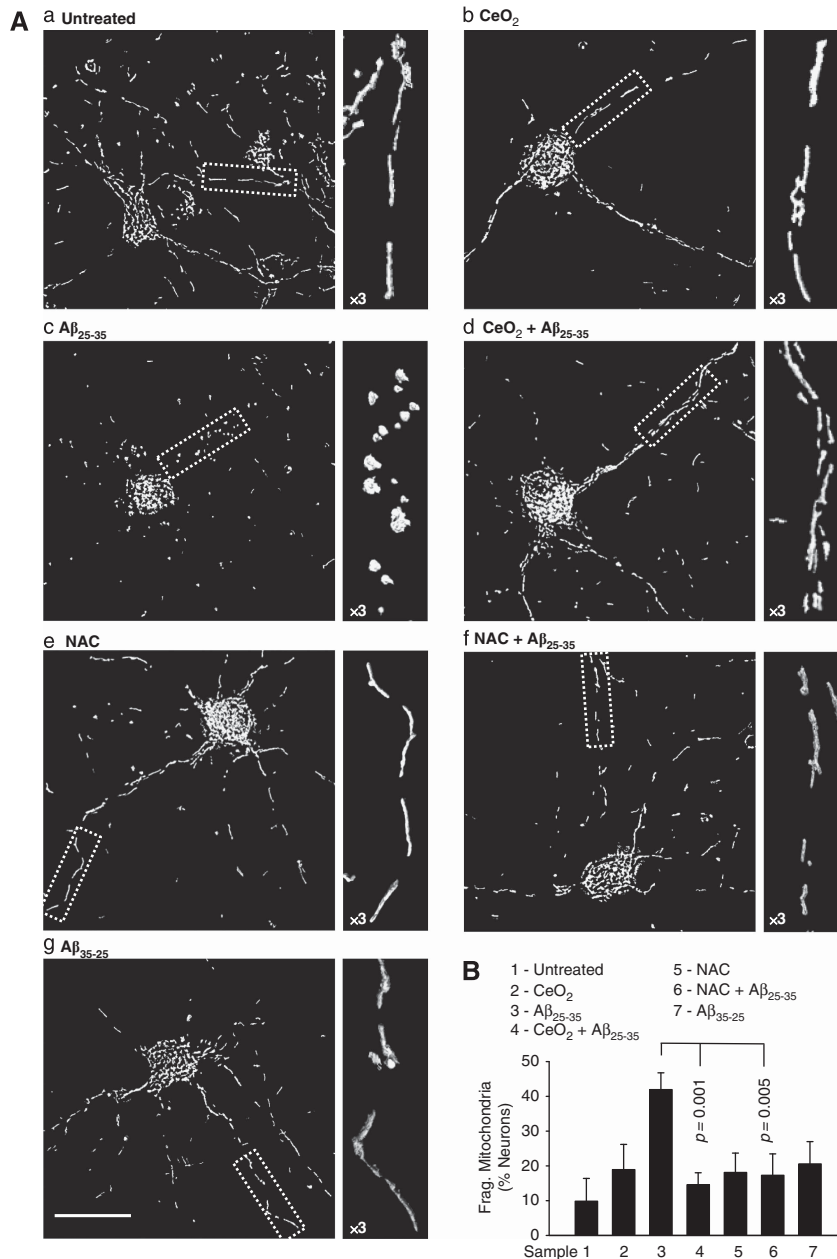 A
a Untreated
×3
b CeO₂
×3
c Aβ₂₅₋₃₅
×3
d CeO₂ + Aβ₂₅₋₃₅
×3
e NAC
×3
f NAC + Aβ₂₅₋₃₅
×3
g Aβ₃₅₋₂₅
×3
B
1 - Untreated
2 - CeO₂
3 - Aβ₂₅₋₃₅
4 - CeO₂ + Aβ₂₅₋₃₅
5 - NAC
6 - NAC + Aβ₂₅₋₃₅
7 - Aβ₃₅₋₂₅
Frag. Mitochondria
(% Neurons)
50
40
30
20
10
0
p = 0.001
p = 0.005
Sample 1 2 3 4 5 6 7